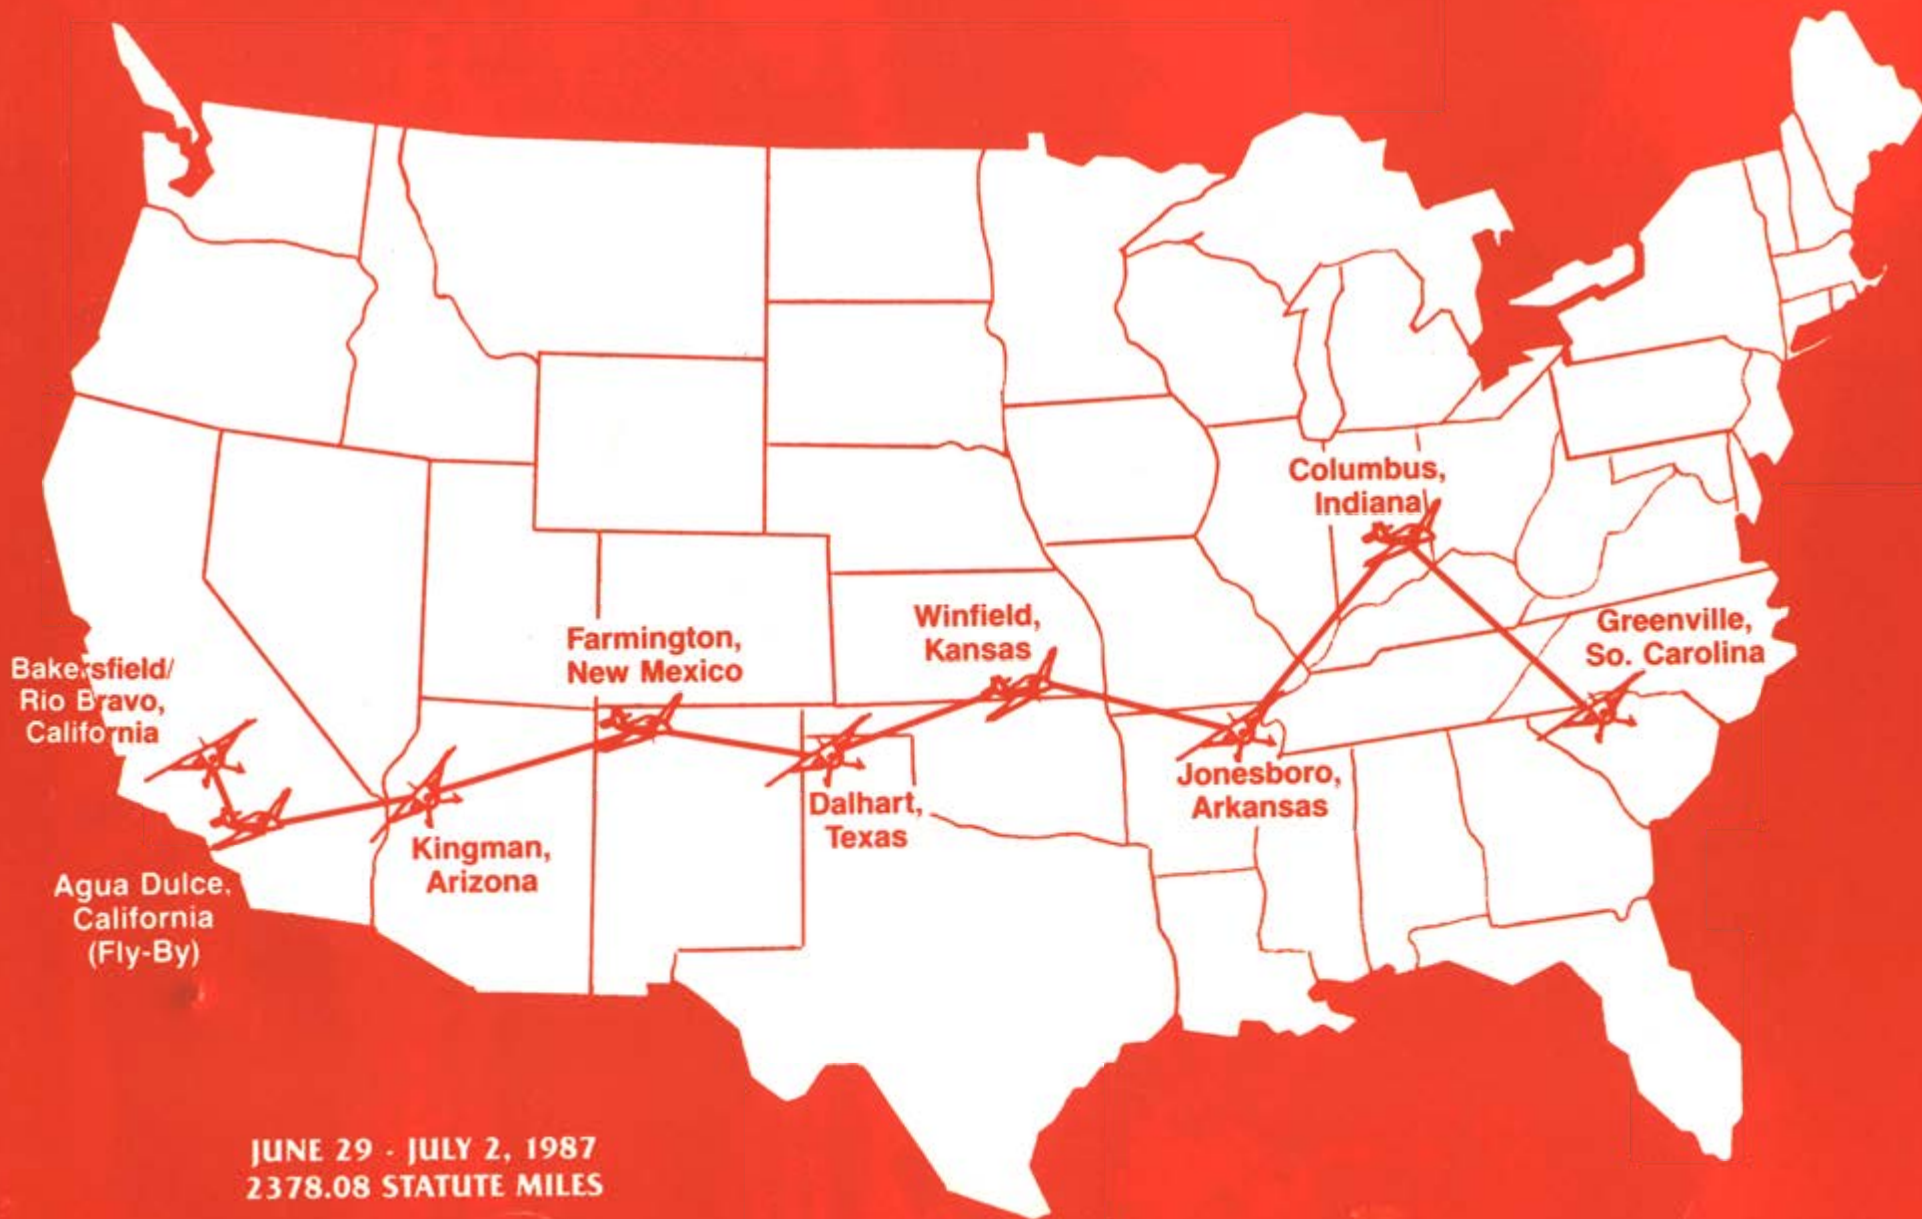 Columbus,
Indiana
Winfield,
Kansas
Greenville,
So. Carolina
Farmington,
New Mexico
Bakersfield/
Rio Bravo,
California
Jonesboro,
Arkansas
Dalhart,
Texas
Kingman,
Arizona
Agua Dulce,
California
(Fly-By)
JUNE 29 - JULY 2, 1987
2378.08 STATUTE MILES